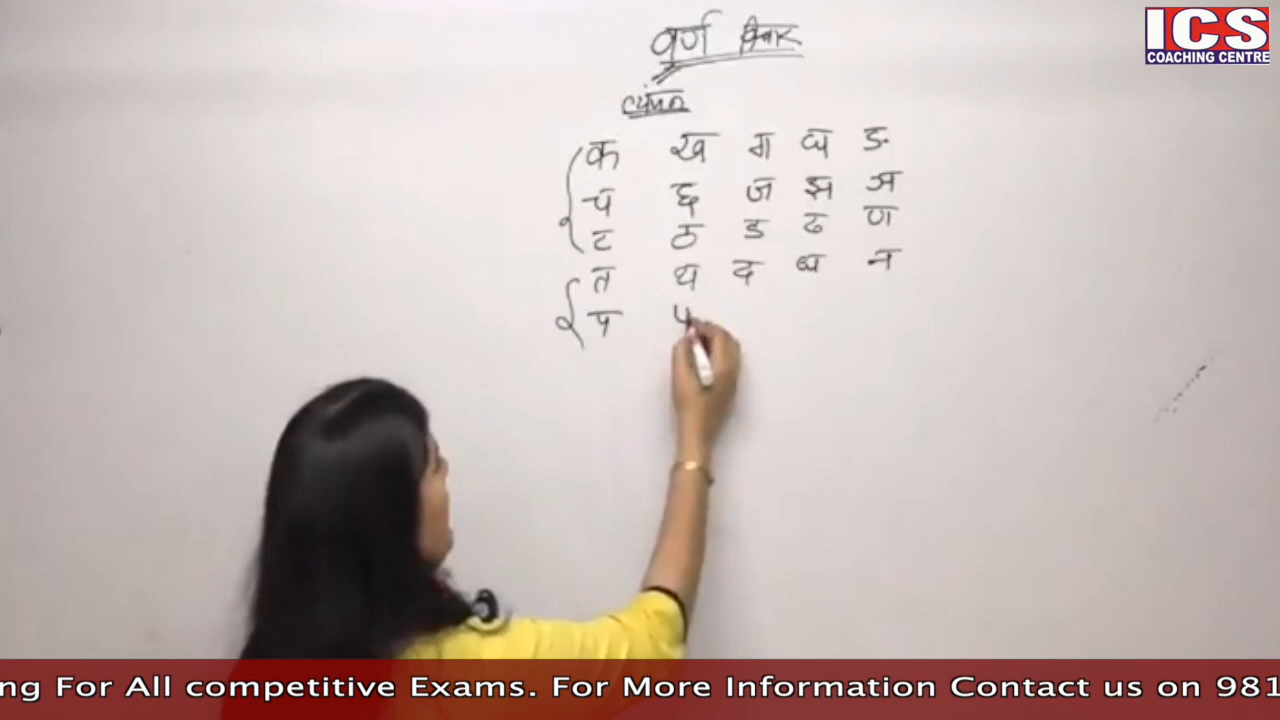 वर्ण विचार
ICS
COACHING CENTRE
व्यंजन
क ख ग घ ङ
च छ ज झ ञ
ट ठ ड ढ ण
त थ द ध न
प
ng For All competitive Exams. For More Information Contact us on 981